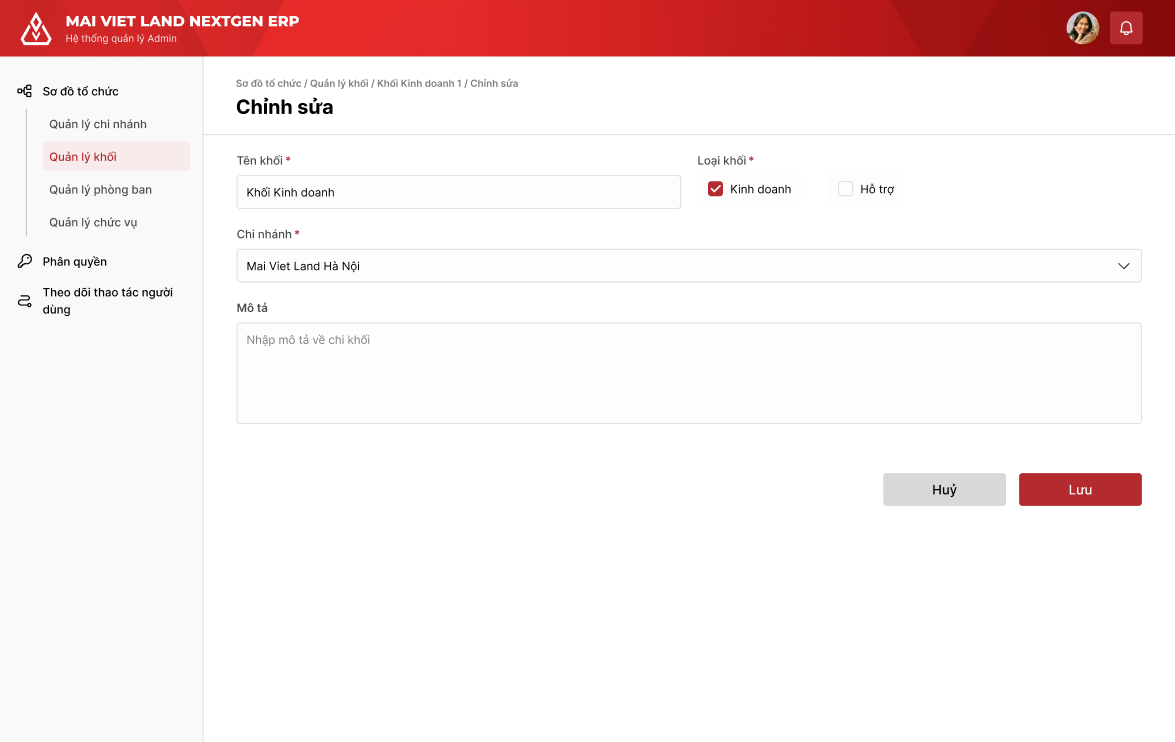 MAI VIET LAND NEXTGEN ERP
Hệ thống quản lý Admin
Sơ đồ tổ chức
Quản lý chi nhánh
Quản lý khối
Quản lý phòng ban
Quản lý chức vụ
Phân quyền
Theo dõi thao tác người
dùng
Sơ đồ tổ chức / Quản lý khối / Khối Kinh doanh 1 / Chỉnh sửa
Chỉnh sửa
Tên khối *
Khối Kinh doanh
Loại khối *
Kinh doanh
Hỗ trợ
Chi nhánh *
Mai Viet Land Hà Nội
Mô tả
Nhập mô tả về chi khối
Huỷ
Lưu